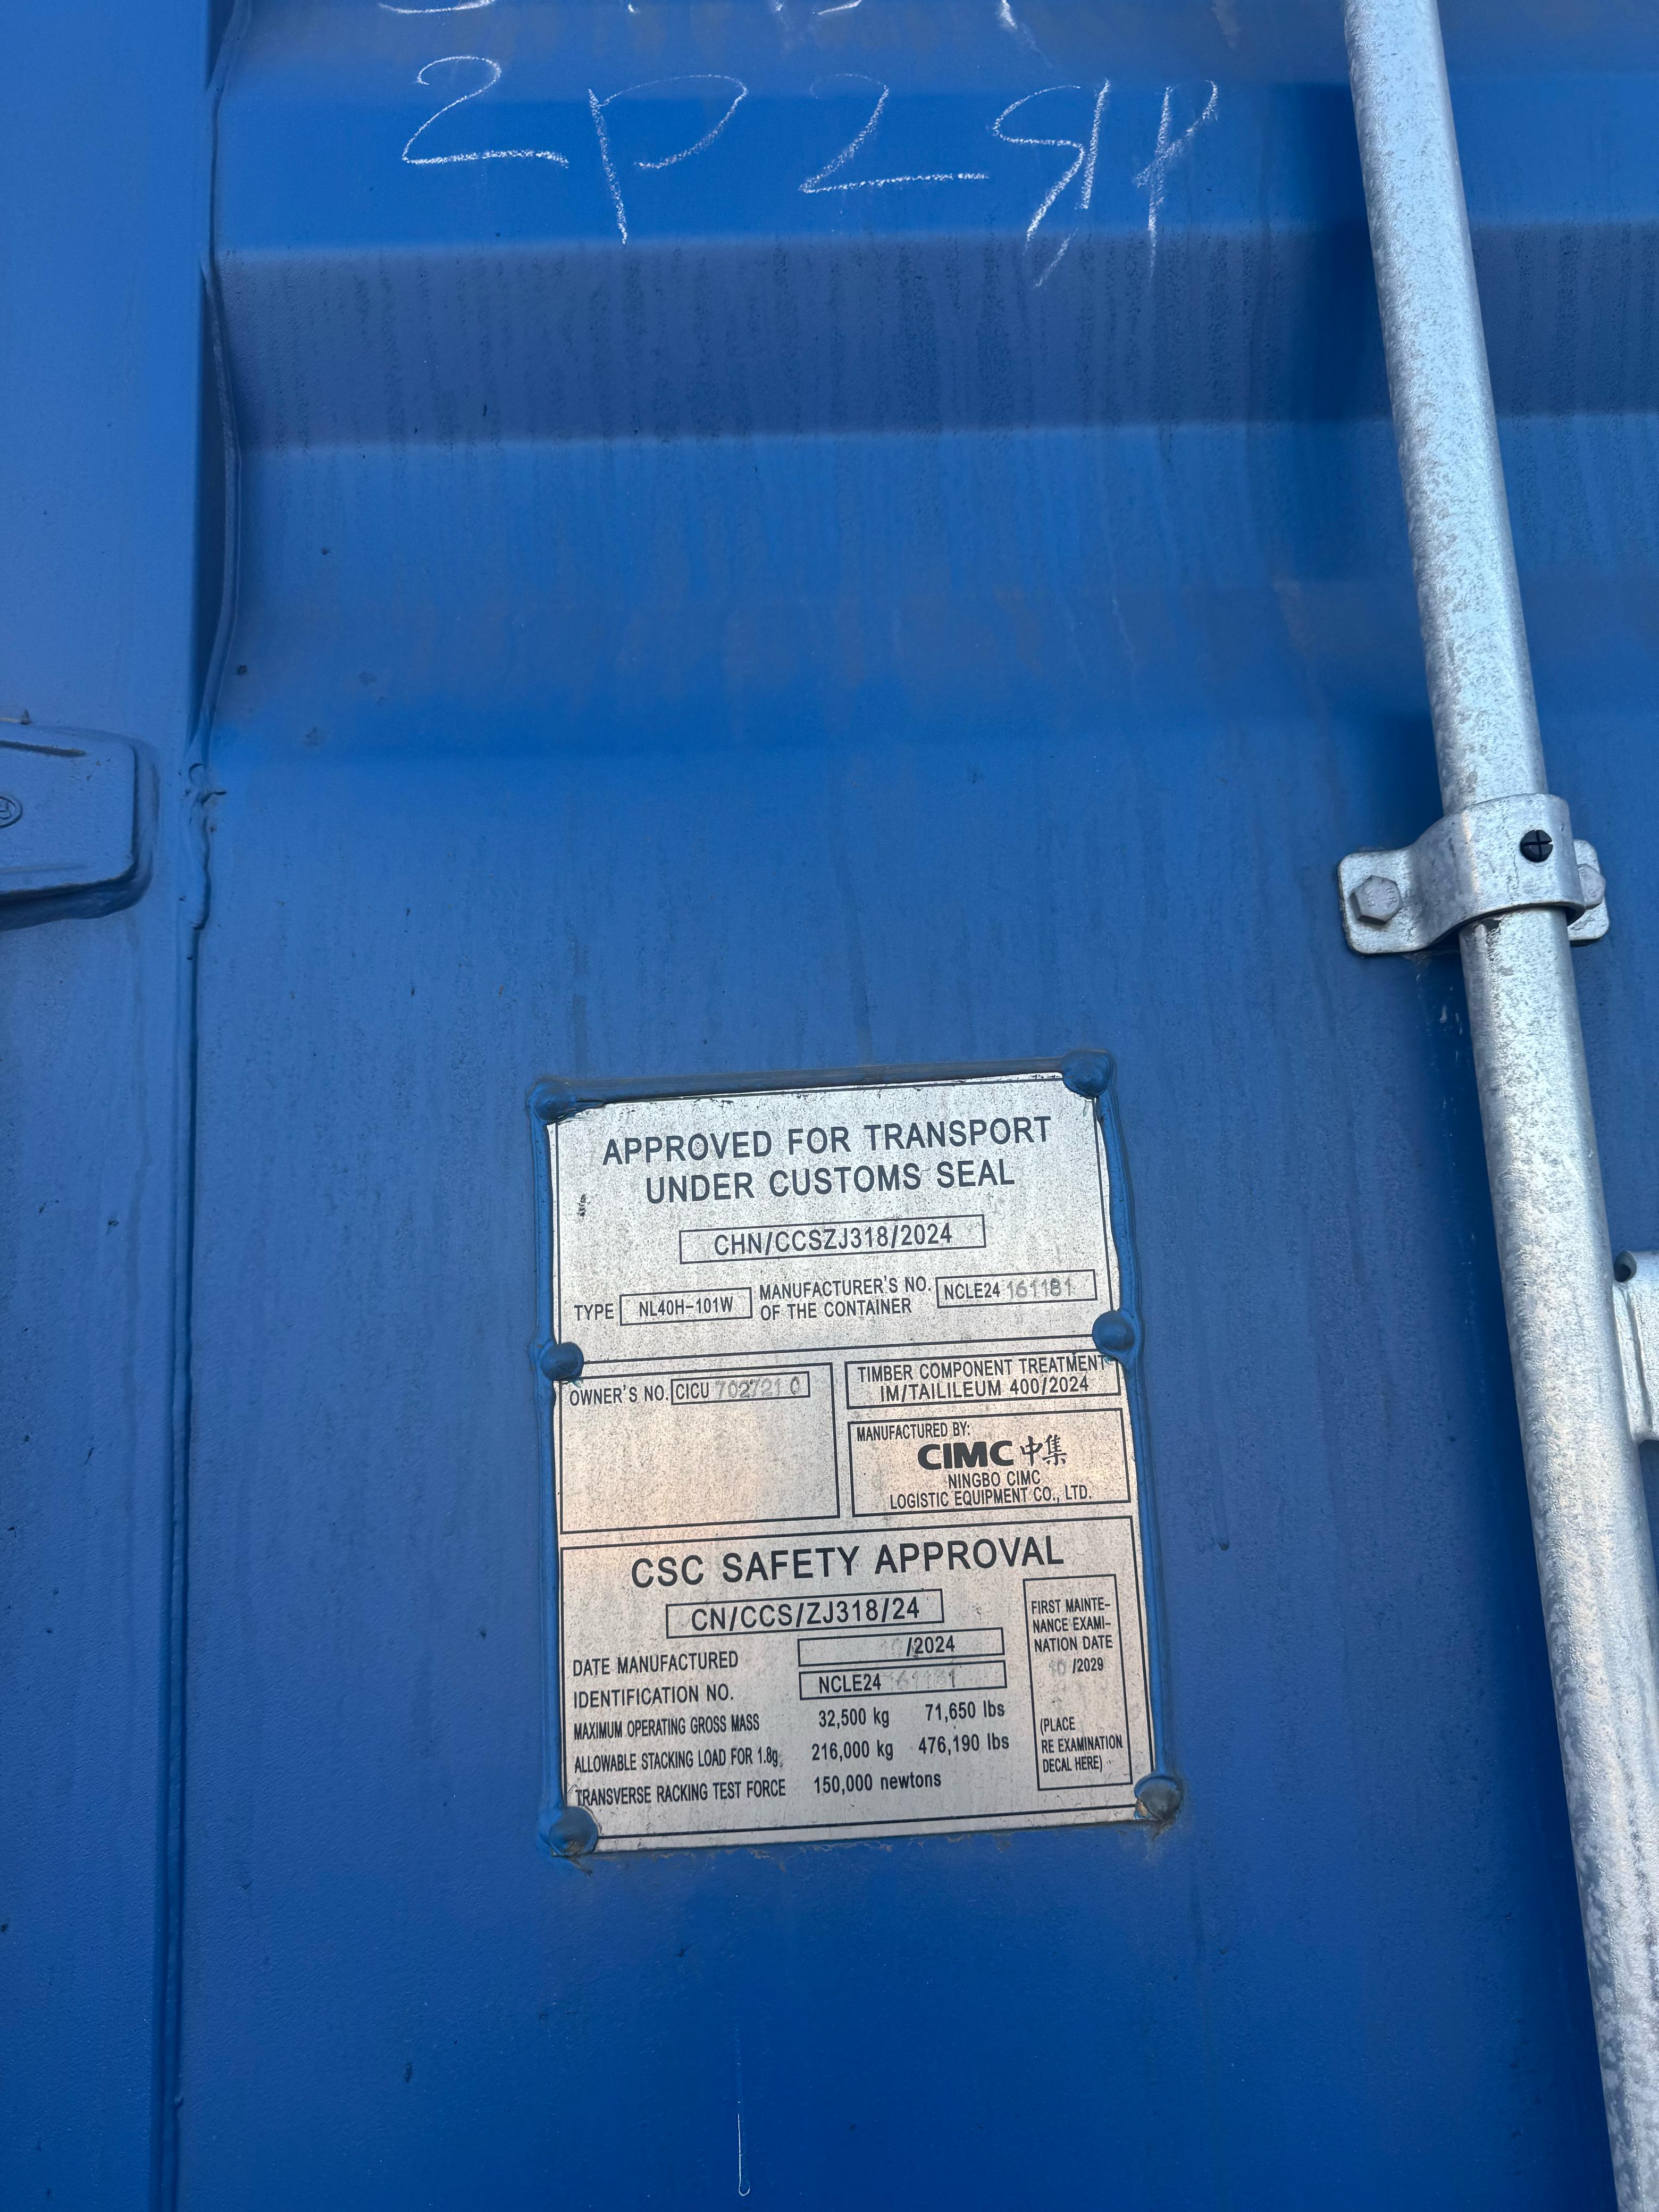 APPROVED FOR TRANSPORT
UNDER CUSTOMS SEAL
CHN/CCSZJ318/2024
TYPE NL40H-101W MANUFACTURER'S NO. OF THE CONTAINER NCLE24 161181
OWNER'S NO. CICU 702721 0
TIMBER COMPONENT TREATMENT
IM/TAILILEUM 400/2024
MANUFACTURED BY:
CIMC 中集
NINGBO CIMC
LOGISTIC EQUIPMENT CO., LTD.
CSC SAFETY APPROVAL
CN/CCS/ZJ318/24
DATE MANUFACTURED 10/2024
IDENTIFICATION NO. NCLE24 161181
MAXIMUM OPERATING GROSS MASS 32,500 kg 71,650 lbs
ALLOWABLE STACKING LOAD FOR 1.8g 216,000 kg 476,190 lbs
TRANSVERSE RACKING TEST FORCE 150,000 newtons
FIRST MAINTE-
NANCE EXAMI-
NATION DATE
10 /2029
(PLACE
RE EXAMINATION
DECAL HERE)